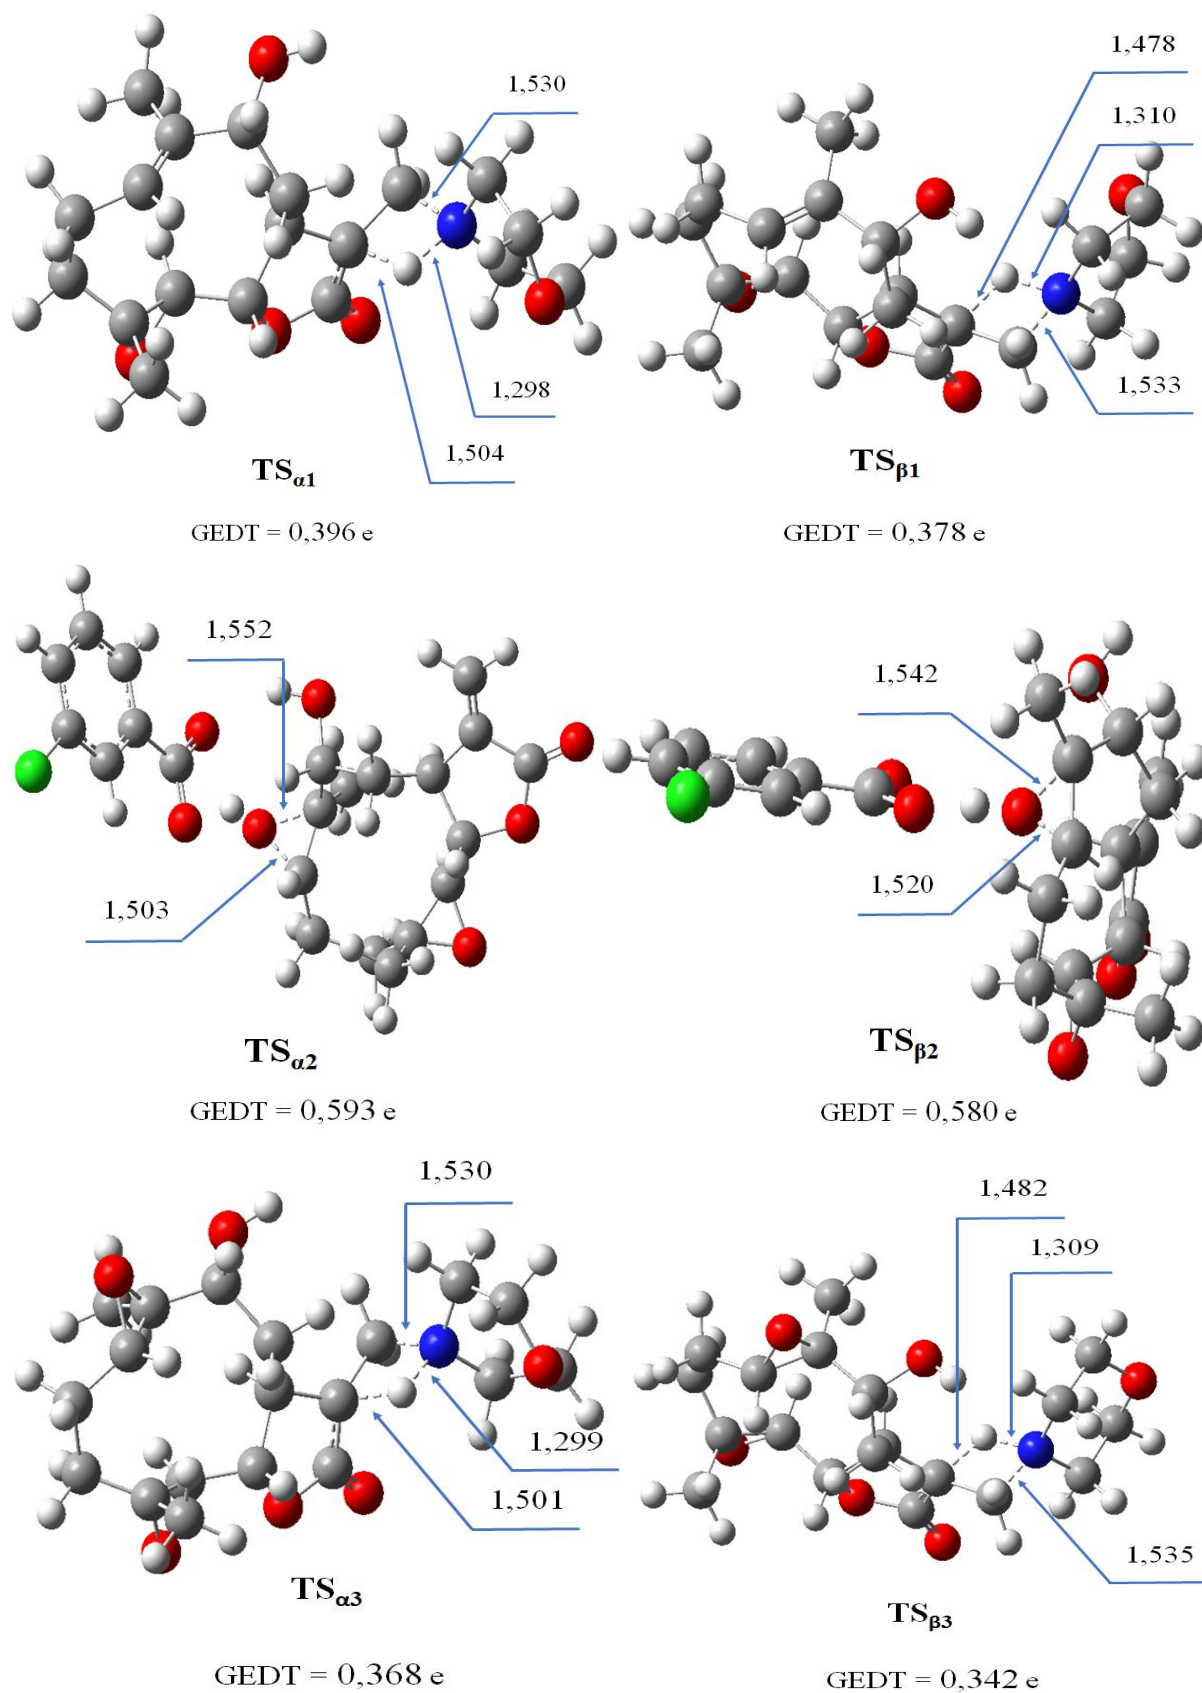 1,530
1,298
1,504
TSα1
GEDT = 0,396 e
1,478
1,310
1,533
TSβ1
GEDT = 0,378 e
1,552
1,503
TSα2
GEDT = 0,593 e
1,542
1,520
TSβ2
GEDT = 0,580 e
1,530
1,299
1,501
TSα3
GEDT = 0,368 e
1,482
1,309
1,535
TSβ3
GEDT = 0,342 e